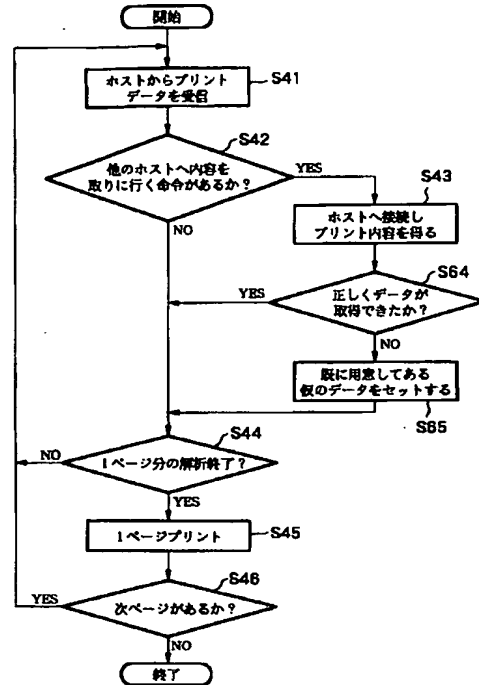 開始
ホストからプリント
データを受信
S41
S42
他のホストへ内容を
取りに行く命令があるか？
YES
NO
S43
ホストへ接続し
プリント内容を得る
S64
正しくデータが
取得できたか？
YES
NO
既に用意してある
仮のデータをセットする
S65
S44
1ページ分の解析終了？
NO
YES
1ページプリント
S45
S46
次ページがあるか？
YES
NO
終了